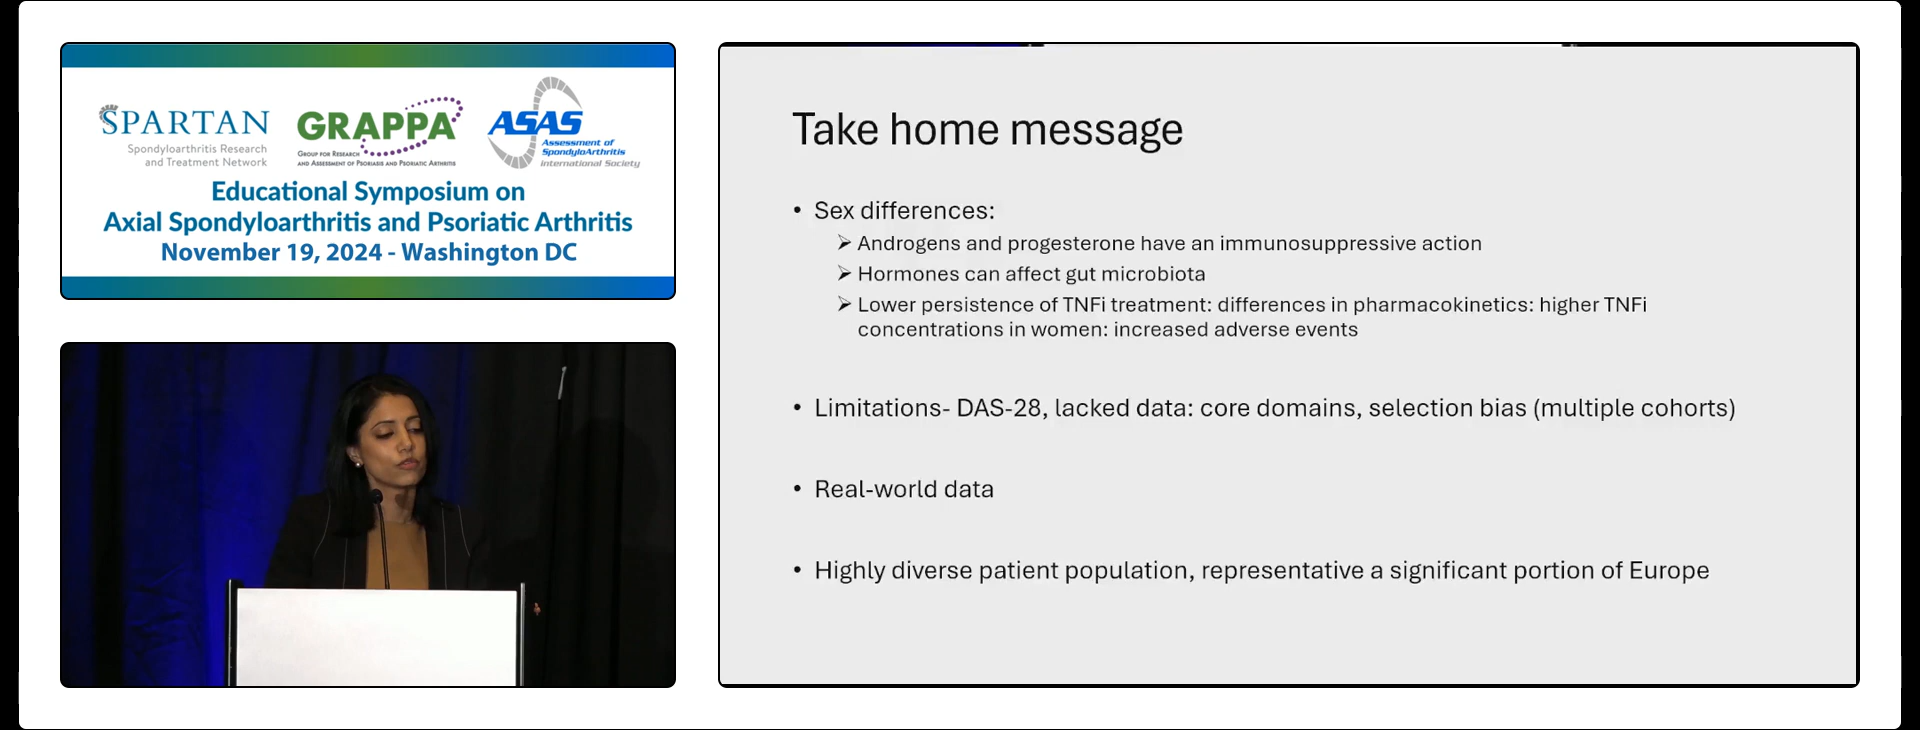 SPARTAN
Spondyloarthritis Research
and Treatment Network
GRAPPA
GROUP FOR RESEARCH
AND ASSESSMENT OF PSORIASIS AND PSORIATIC ARTHRITIS
ASAS
Assessment of
SpondyloArthritis
international Society
Educational Symposium on
Axial Spondyloarthritis and Psoriatic Arthritis
November 19, 2024 - Washington DC
Take home message
• Sex differences:
➢ Androgens and progesterone have an immunosuppressive action
➢ Hormones can affect gut microbiota
➢ Lower persistence of TNFi treatment: differences in pharmacokinetics: higher TNFi
concentrations in women: increased adverse events
• Limitations- DAS-28, lacked data: core domains, selection bias (multiple cohorts)
• Real-world data
• Highly diverse patient population, representative a significant portion of Europe